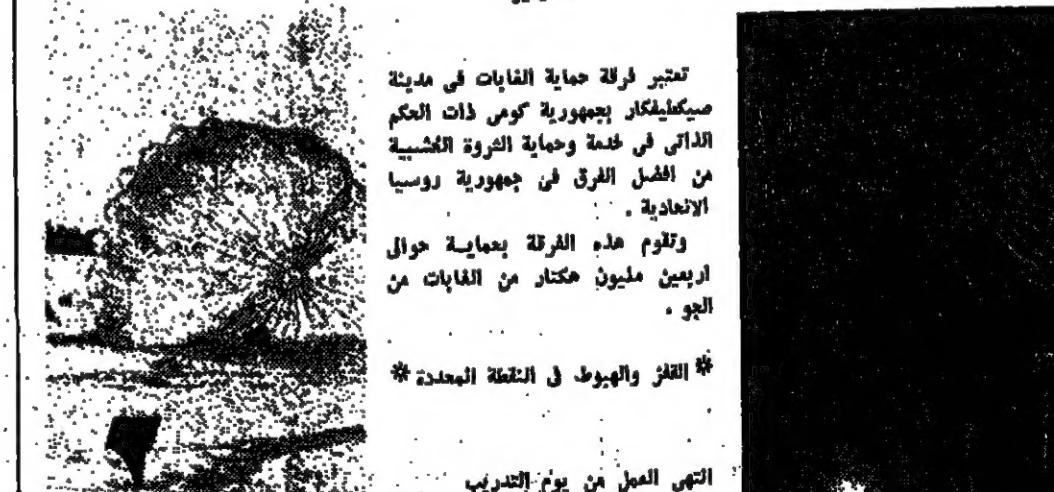 تعتبر فرقة حماية الغابات فى مدينة
صيكطيفكار بجمهورية كومى ذات الحكم
الذاتى فى خدمة وحماية الثروة الخشبية
من افضل الفرق فى جمهورية روسيا
الاتحادية .
وتقوم هذه الفرقة بحمايـة حوالى
اربعين مليون هكتار من الغابات من
الجو .
* القفز والهبوط فى النقطة المحددة *
انتهى العمل من يوم التدريب